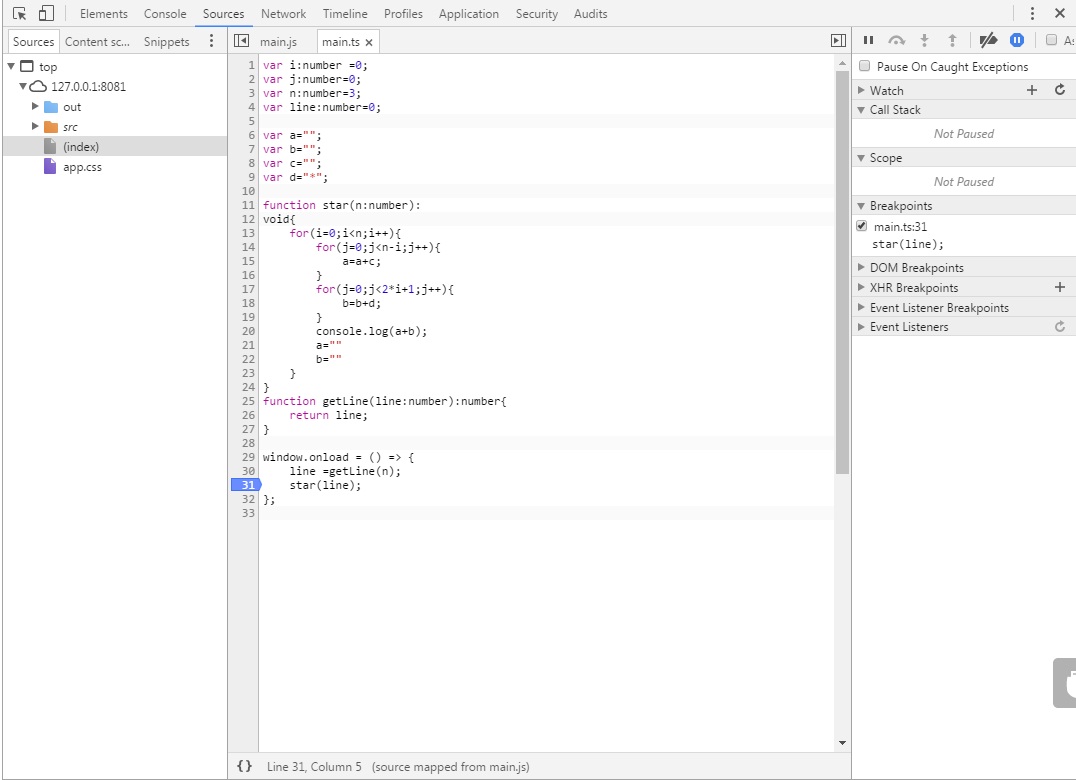 Elements Console Sources Network Timeline Profiles Application Security Audits
Sources Content sc... Snippets
top
127.0.0.1:8081
out
src
(index)
app.css
main.js main.ts
1 var i:number =0;
2 var j:number=0;
3 var n:number=3;
4 var line:number=0;
5
6 var a="";
7 var b="";
8 var c="";
9 var d="*";
10
11 function star(n:number):
12 void{
13 for(i=0;i<n;i++){
14 for(j=0;j<n-i;j++){
15 a=a+c;
16 }
17 for(j=0;j<2*i+1;j++){
18 b=b+d;
19 }
20 console.log(a+b);
21 a=""
22 b=""
23 }
24 }
25 function getLine(line:number):number{
26 return line;
27 }
28
29 window.onload = () => {
30 line =getLine(n);
31 star(line);
32 };
33
{} Line 31, Column 5 (source mapped from main.js)
As
Pause On Caught Exceptions
Watch
Call Stack
Not Paused
Scope
Not Paused
Breakpoints
main.ts:31
star(line);
DOM Breakpoints
XHR Breakpoints
Event Listener Breakpoints
Event Listeners